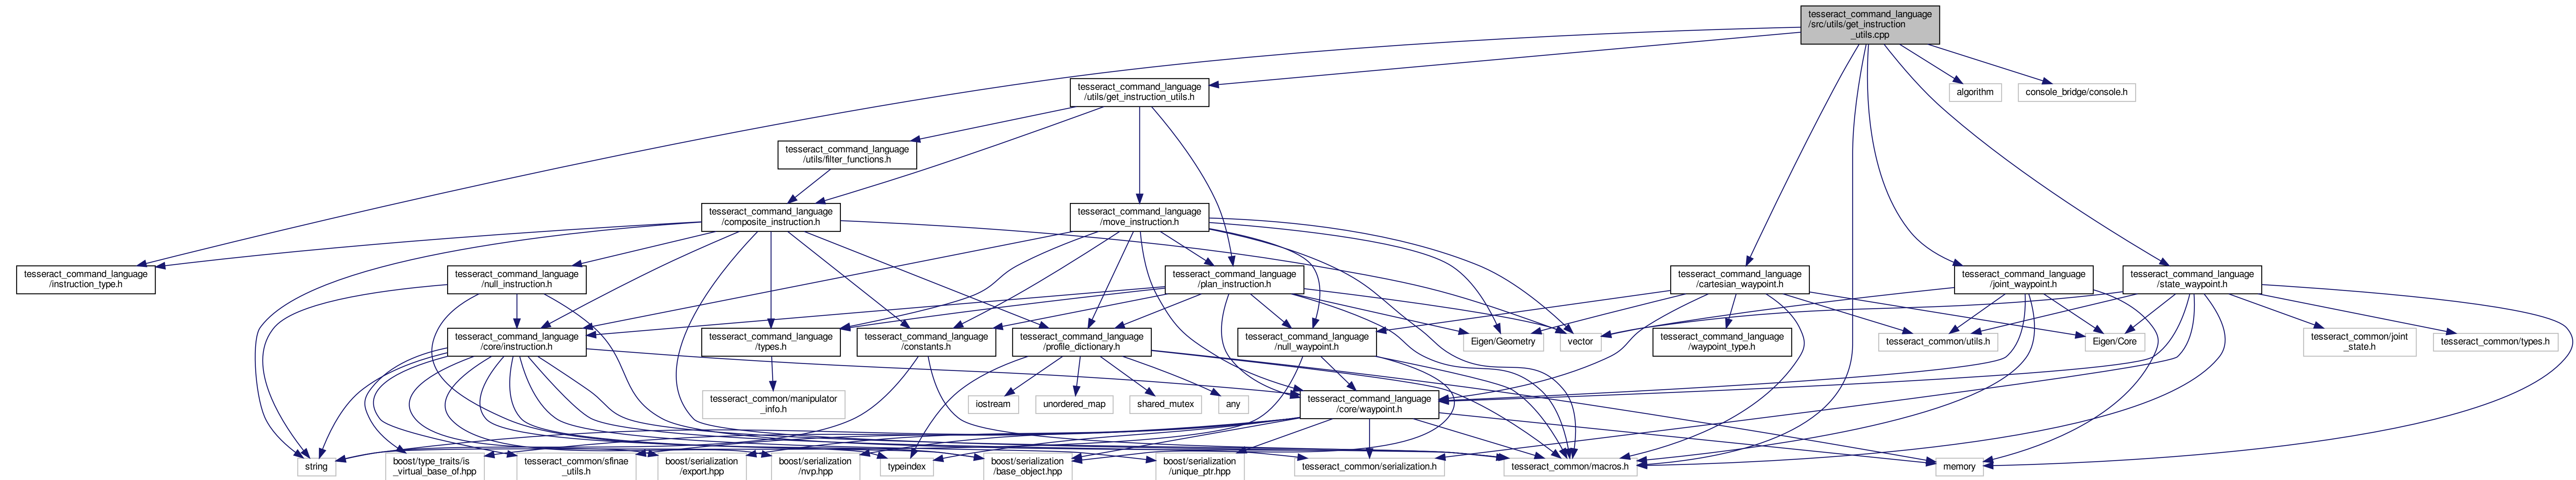 tesseract_command_language
/src/utils/get_instruction
_utils.cpp
tesseract_command_language
/utils/get_instruction_utils.h
algorithm
console_bridge/console.h
tesseract_command_language
/utils/filter_functions.h
tesseract_command_language
/composite_instruction.h
tesseract_command_language
/move_instruction.h
tesseract_command_language
/instruction_type.h
tesseract_command_language
/null_instruction.h
tesseract_command_language
/plan_instruction.h
tesseract_command_language
/cartesian_waypoint.h
tesseract_command_language
/joint_waypoint.h
tesseract_command_language
/state_waypoint.h
tesseract_command_language
/core/instruction.h
tesseract_command_language
/types.h
tesseract_command_language
/constants.h
tesseract_command_language
/profile_dictionary.h
tesseract_command_language
/null_waypoint.h
Eigen/Geometry
vector
tesseract_command_language
/waypoint_type.h
tesseract_common/utils.h
Eigen/Core
tesseract_common/joint
_state.h
tesseract_common/types.h
tesseract_common/manipulator
_info.h
iostream
unordered_map
shared_mutex
any
tesseract_command_language
/core/waypoint.h
string
boost/type_traits/is
_virtual_base_of.hpp
tesseract_common/sfinae
_utils.h
boost/serialization
/export.hpp
boost/serialization
/nvp.hpp
typeindex
boost/serialization
/base_object.hpp
boost/serialization
/unique_ptr.hpp
tesseract_common/serialization.h
tesseract_common/macros.h
memory